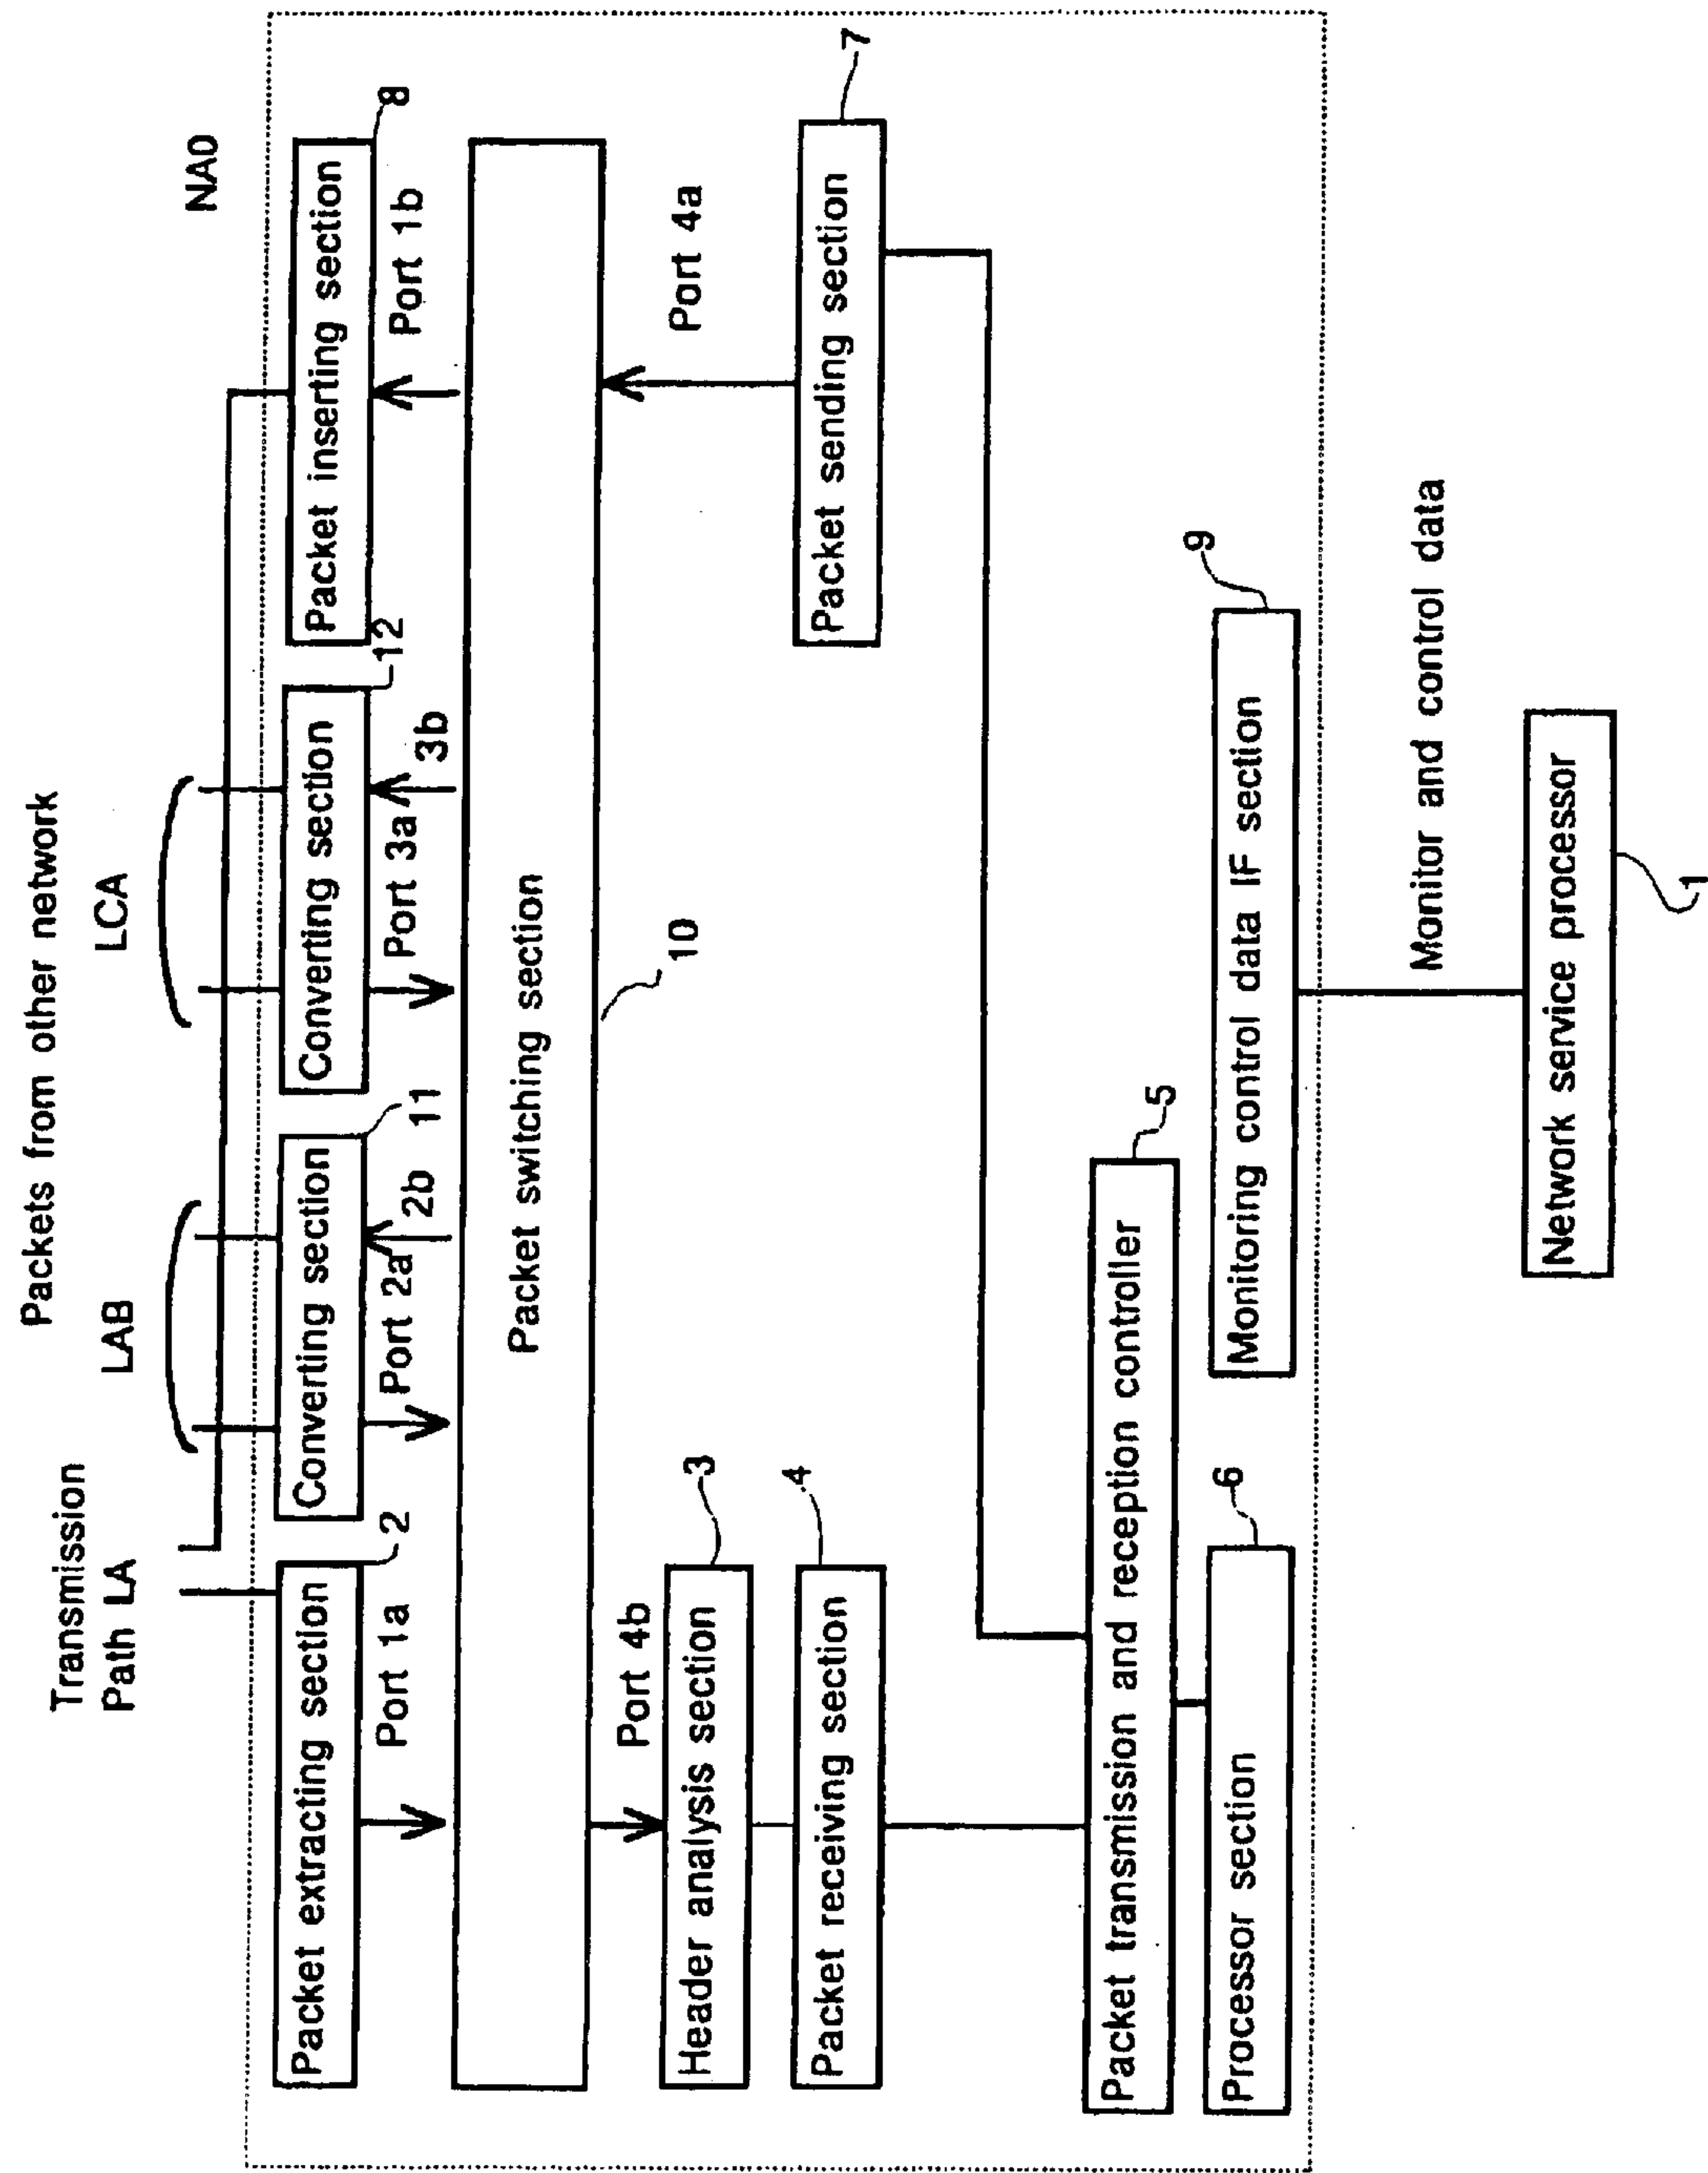 Packets from other network
Transmission
Path LA
LAB
LCA
NA0
Packet extracting section
2
Converting section
11
Converting section
12
Packet inserting section
8
Port 1a
Port 2a
2b
Port 3a
3b
Port 1b
Packet switching section
10
Port 4b
Port 4a
Header analysis section
3
Packet receiving section
4
Packet sending section
7
Packet transmission and reception controller
5
Processor section
6
Monitoring control data IF section
9
Monitor and control data
Network service processor
1